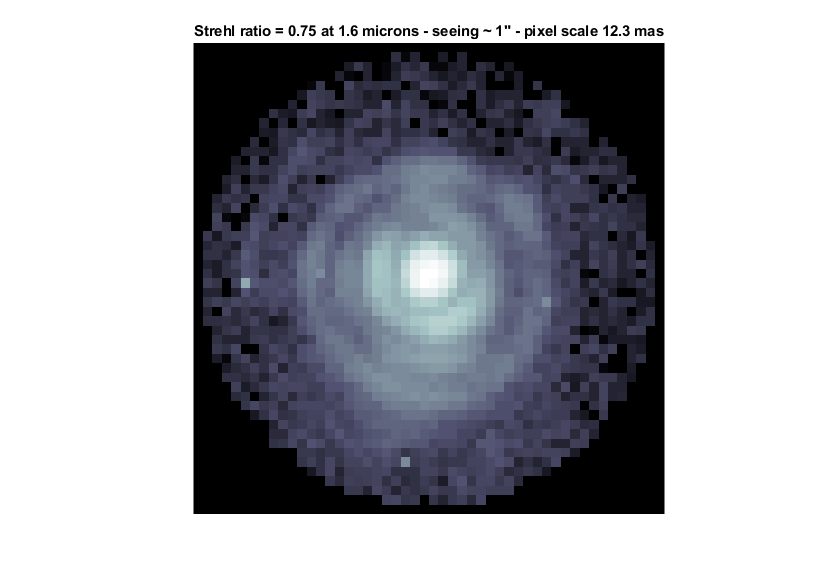 Strehl ratio = 0.75 at 1.6 microns - seeing ~ 1" - pixel scale 12.3 mas